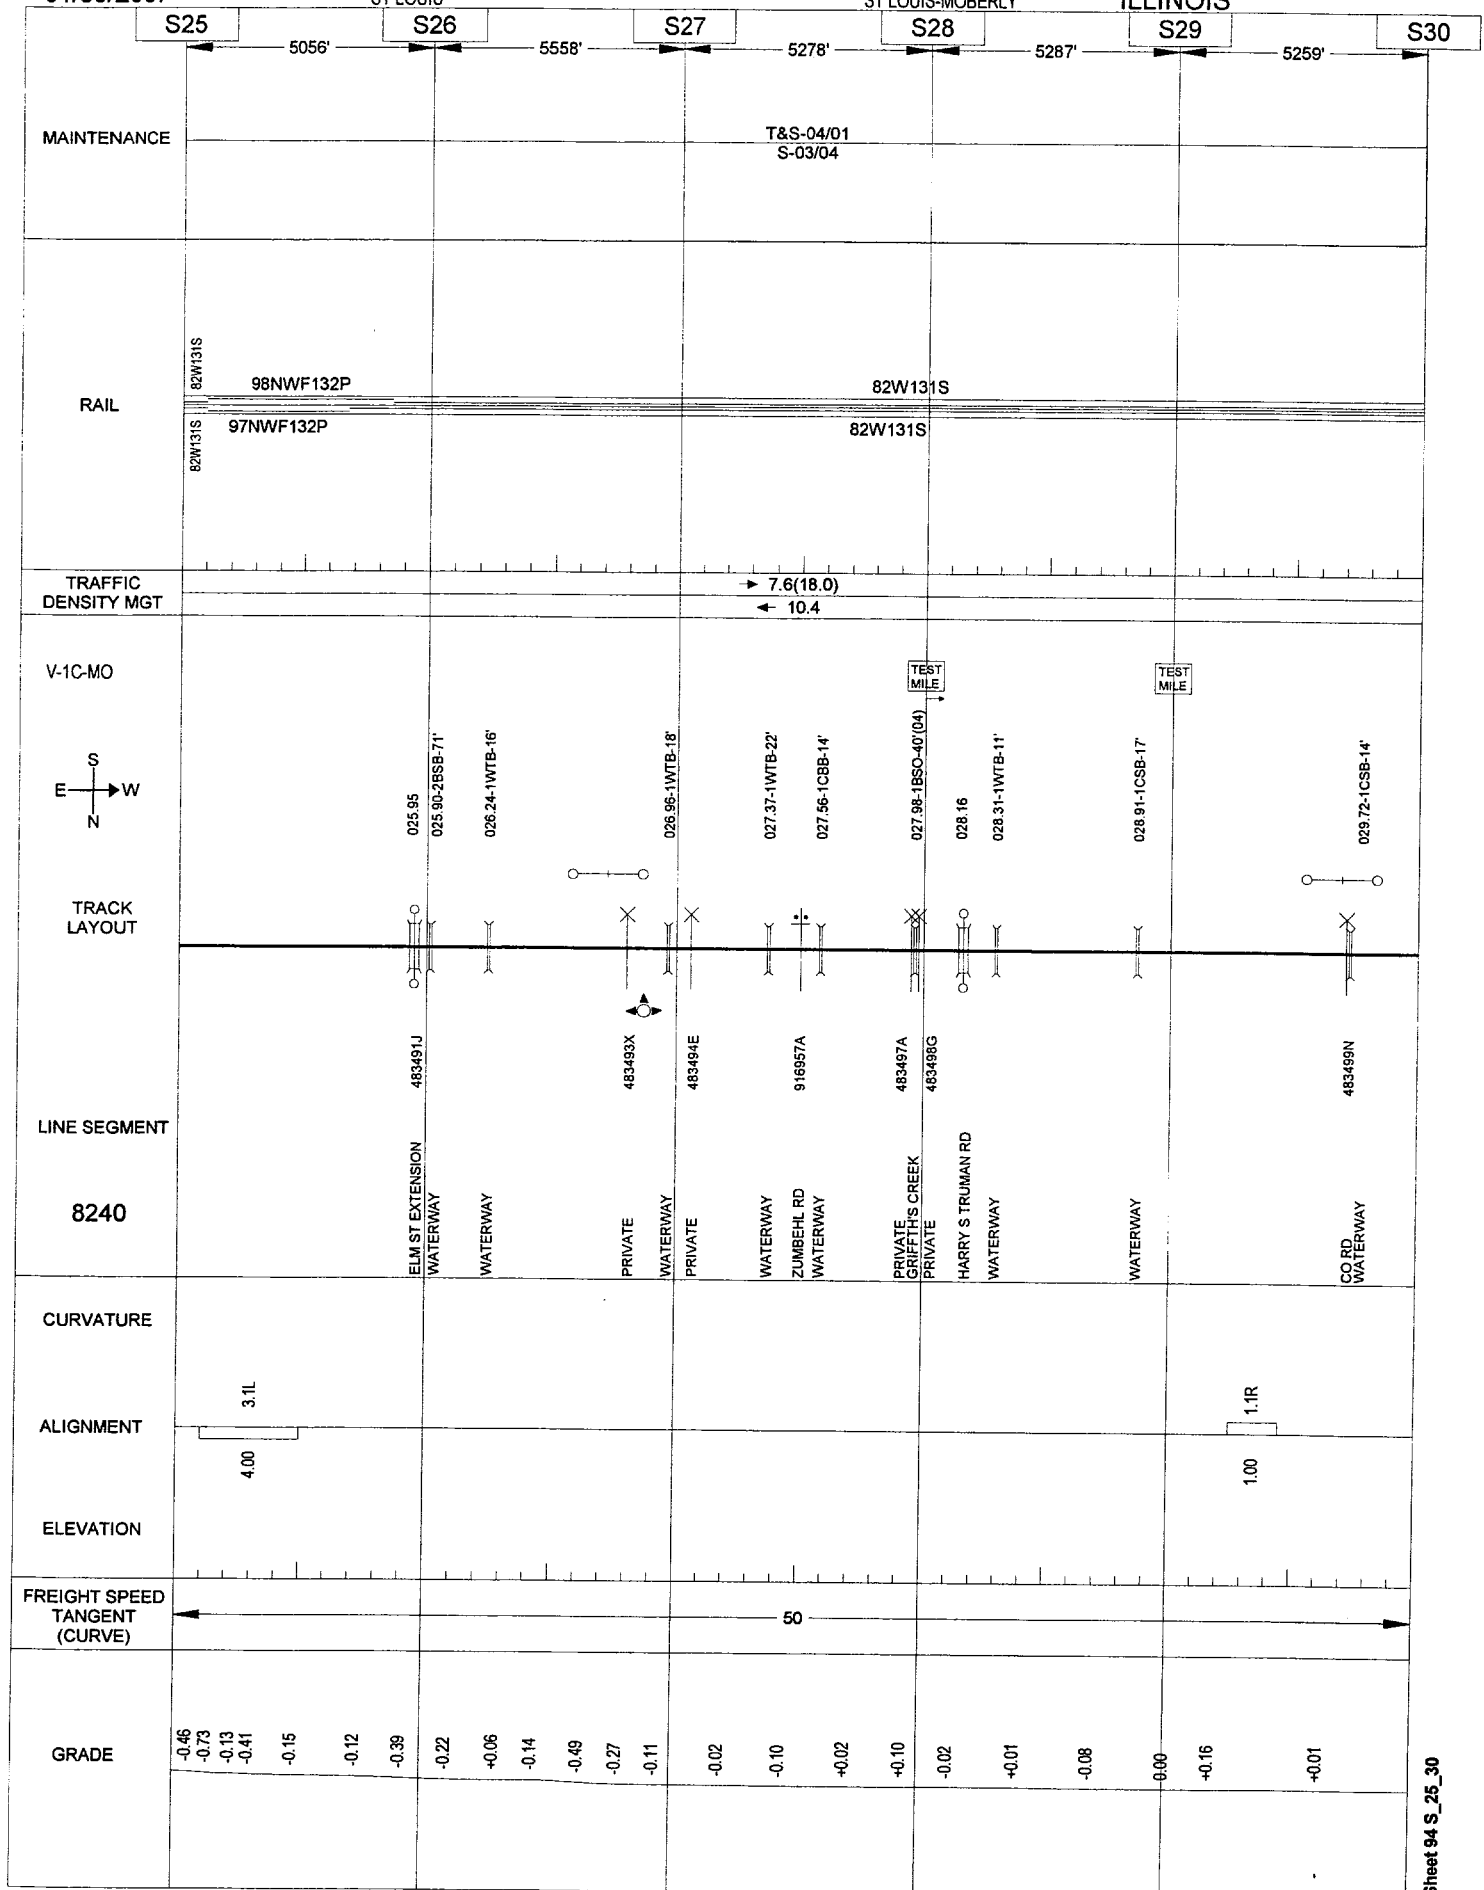 ILLINOIS
S25 S26 S27 S28 S29 S30
5056' 5558' 5278' 5287' 5259'
MAINTENANCE
T&S-04/01
S-03/04
RAIL
82W131S
98NWF132P
82W131S
82W131S
97NWF132P
82W131S
TRAFFIC
DENSITY MGT
7.6(18.0)
10.4
V-1C-MO
TEST
MILE
TEST
MILE
S
E W
N
025.95
025.90-2BSB-71'
026.24-1WTB-16'
026.96-1WTB-18'
027.37-1WTB-22'
027.56-1CBB-14'
027.98-1BSO-40'(04)
028.16
028.31-1WTB-11'
028.91-1CSB-17'
029.72-1CSB-14'
TRACK
LAYOUT
483491J
483493X
483494E
916957A
483497A
483498G
483499N
LINE SEGMENT
8240
ELM ST EXTENSION
WATERWAY
WATERWAY
PRIVATE
WATERWAY
PRIVATE
WATERWAY
ZUMBEHL RD
WATERWAY
PRIVATE
GRIFFTH'S CREEK
PRIVATE
HARRY S TRUMAN RD
WATERWAY
WATERWAY
CO RD
WATERWAY
CURVATURE
3.1L
1.1R
ALIGNMENT
4.00
1.00
ELEVATION
FREIGHT SPEED
TANGENT
(CURVE)
50
GRADE
-0.46
-0.73
-0.13
-0.41
-0.15
-0.12
-0.39
-0.22
+0.06
-0.14
-0.49
-0.27
-0.11
-0.02
-0.10
+0.02
+0.10
-0.02
+0.01
-0.08
0.00
+0.16
+0.01
Sheet 94 S_25_30